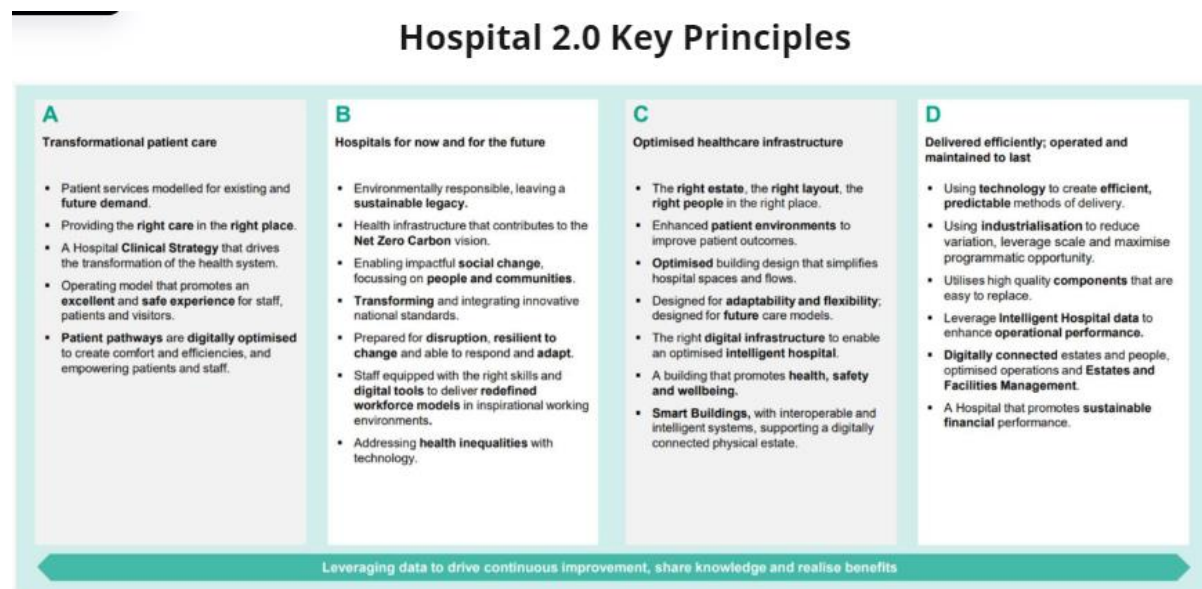 Hospital 2.0 Key Principles
A
Transformational patient care
▪ Patient services modelled for existing and
future demand.
▪ Providing the right care in the right place.
▪ A Hospital Clinical Strategy that drives
the transformation of the health system.
▪ Operating model that promotes an
excellent and safe experience for staff,
patients and visitors.
▪ Patient pathways are digitally optimised
to create comfort and efficiencies, and
empowering patients and staff.
B
Hospitals for now and for the future
▪ Environmentally responsible, leaving a
sustainable legacy.
▪ Health infrastructure that contributes to the
Net Zero Carbon vision.
▪ Enabling impactful social change,
focussing on people and communities.
▪ Transforming and integrating innovative
national standards.
▪ Prepared for disruption, resilient to
change and able to respond and adapt.
▪ Staff equipped with the right skills and
digital tools to deliver redefined
workforce models in inspirational working
environments.
▪ Addressing health inequalities with
technology.
C
Optimised healthcare infrastructure
▪ The right estate, the right layout, the
right people in the right place.
▪ Enhanced patient environments to
improve patient outcomes.
▪ Optimised building design that simplifies
hospital spaces and flows.
▪ Designed for adaptability and flexibility;
designed for future care models.
▪ The right digital infrastructure to enable
an optimised intelligent hospital.
▪ A building that promotes health, safety
and wellbeing.
▪ Smart Buildings, with interoperable and
intelligent systems, supporting a digitally
connected physical estate.
D
Delivered efficiently; operated and
maintained to last
▪ Using technology to create efficient,
predictable methods of delivery.
▪ Using industrialisation to reduce
variation, leverage scale and maximise
programmatic opportunity.
▪ Utilises high quality components that are
easy to replace.
▪ Leverage Intelligent Hospital data to
enhance operational performance.
▪ Digitally connected estates and people,
optimised operations and Estates and
Facilities Management.
▪ A Hospital that promotes sustainable
financial performance.
Leveraging data to drive continuous improvement, share knowledge and realise benefits